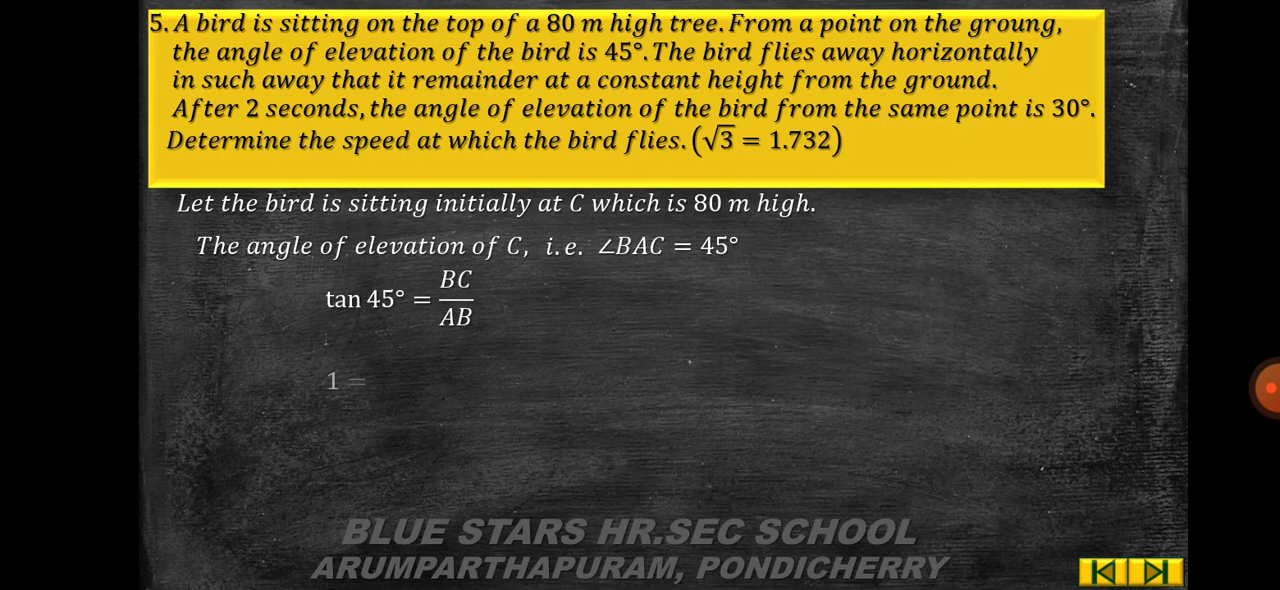 5. A bird is sitting on the top of a 80 m high tree. From a point on the groung,
the angle of elevation of the bird is 45°. The bird flies away horizontally
in such away that it remainder at a constant height from the ground.
After 2 seconds, the angle of elevation of the bird from the same point is 30°.
Determine the speed at which the bird flies. (√3 = 1.732)
Let the bird is sitting initially at C which is 80 m high.
The angle of elevation of C, i.e. ∠BAC = 45°
tan 45° = BC/AB
1 =
BLUE STARS HR.SEC SCHOOL
ARUMPARTHAPURAM, PONDICHERRY